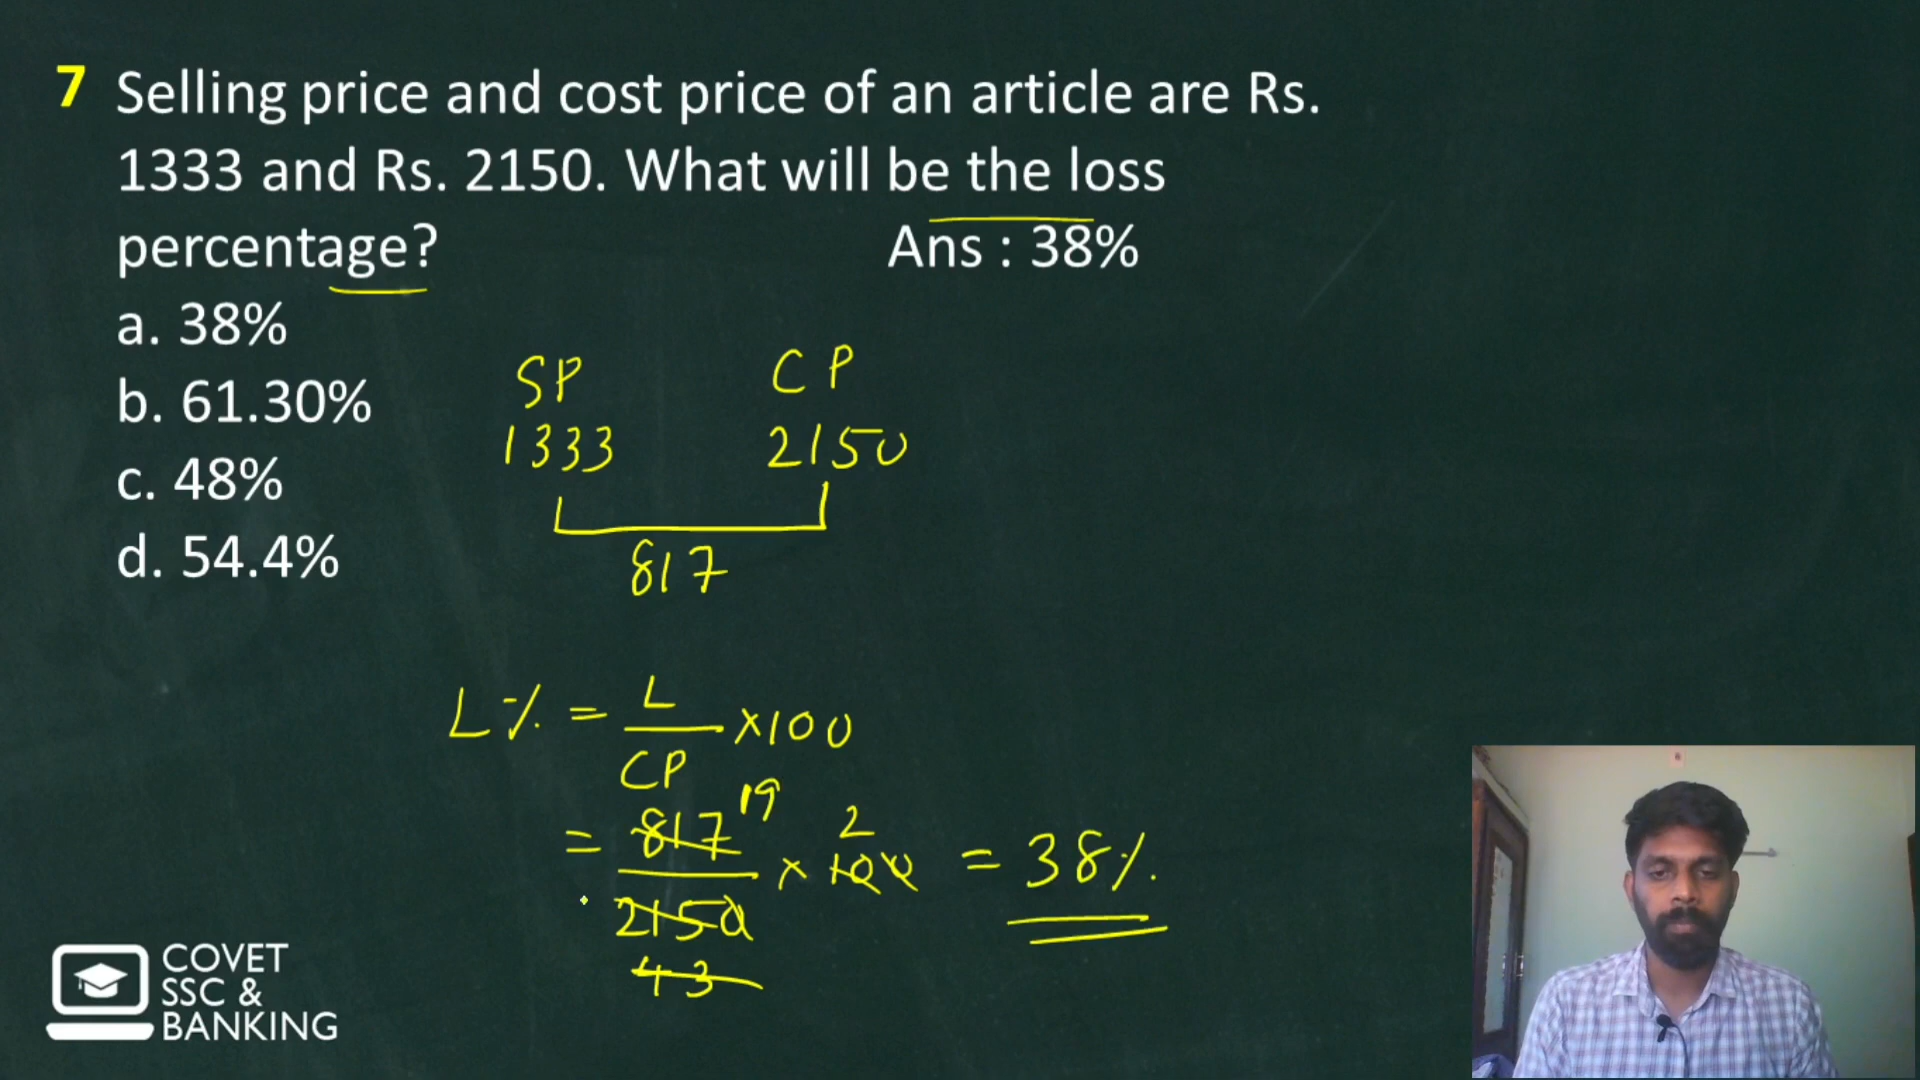 7 Selling price and cost price of an article are Rs.
1333 and Rs. 2150. What will be the loss
percentage? Ans : 38%
a. 38%
b. 61.30%
c. 48%
d. 54.4%
SP CP
1333 2150
817
L% = L/CP ×100
= 817/2150 × 100 = 38%
19
2
43
COVET
SSC &
BANKING